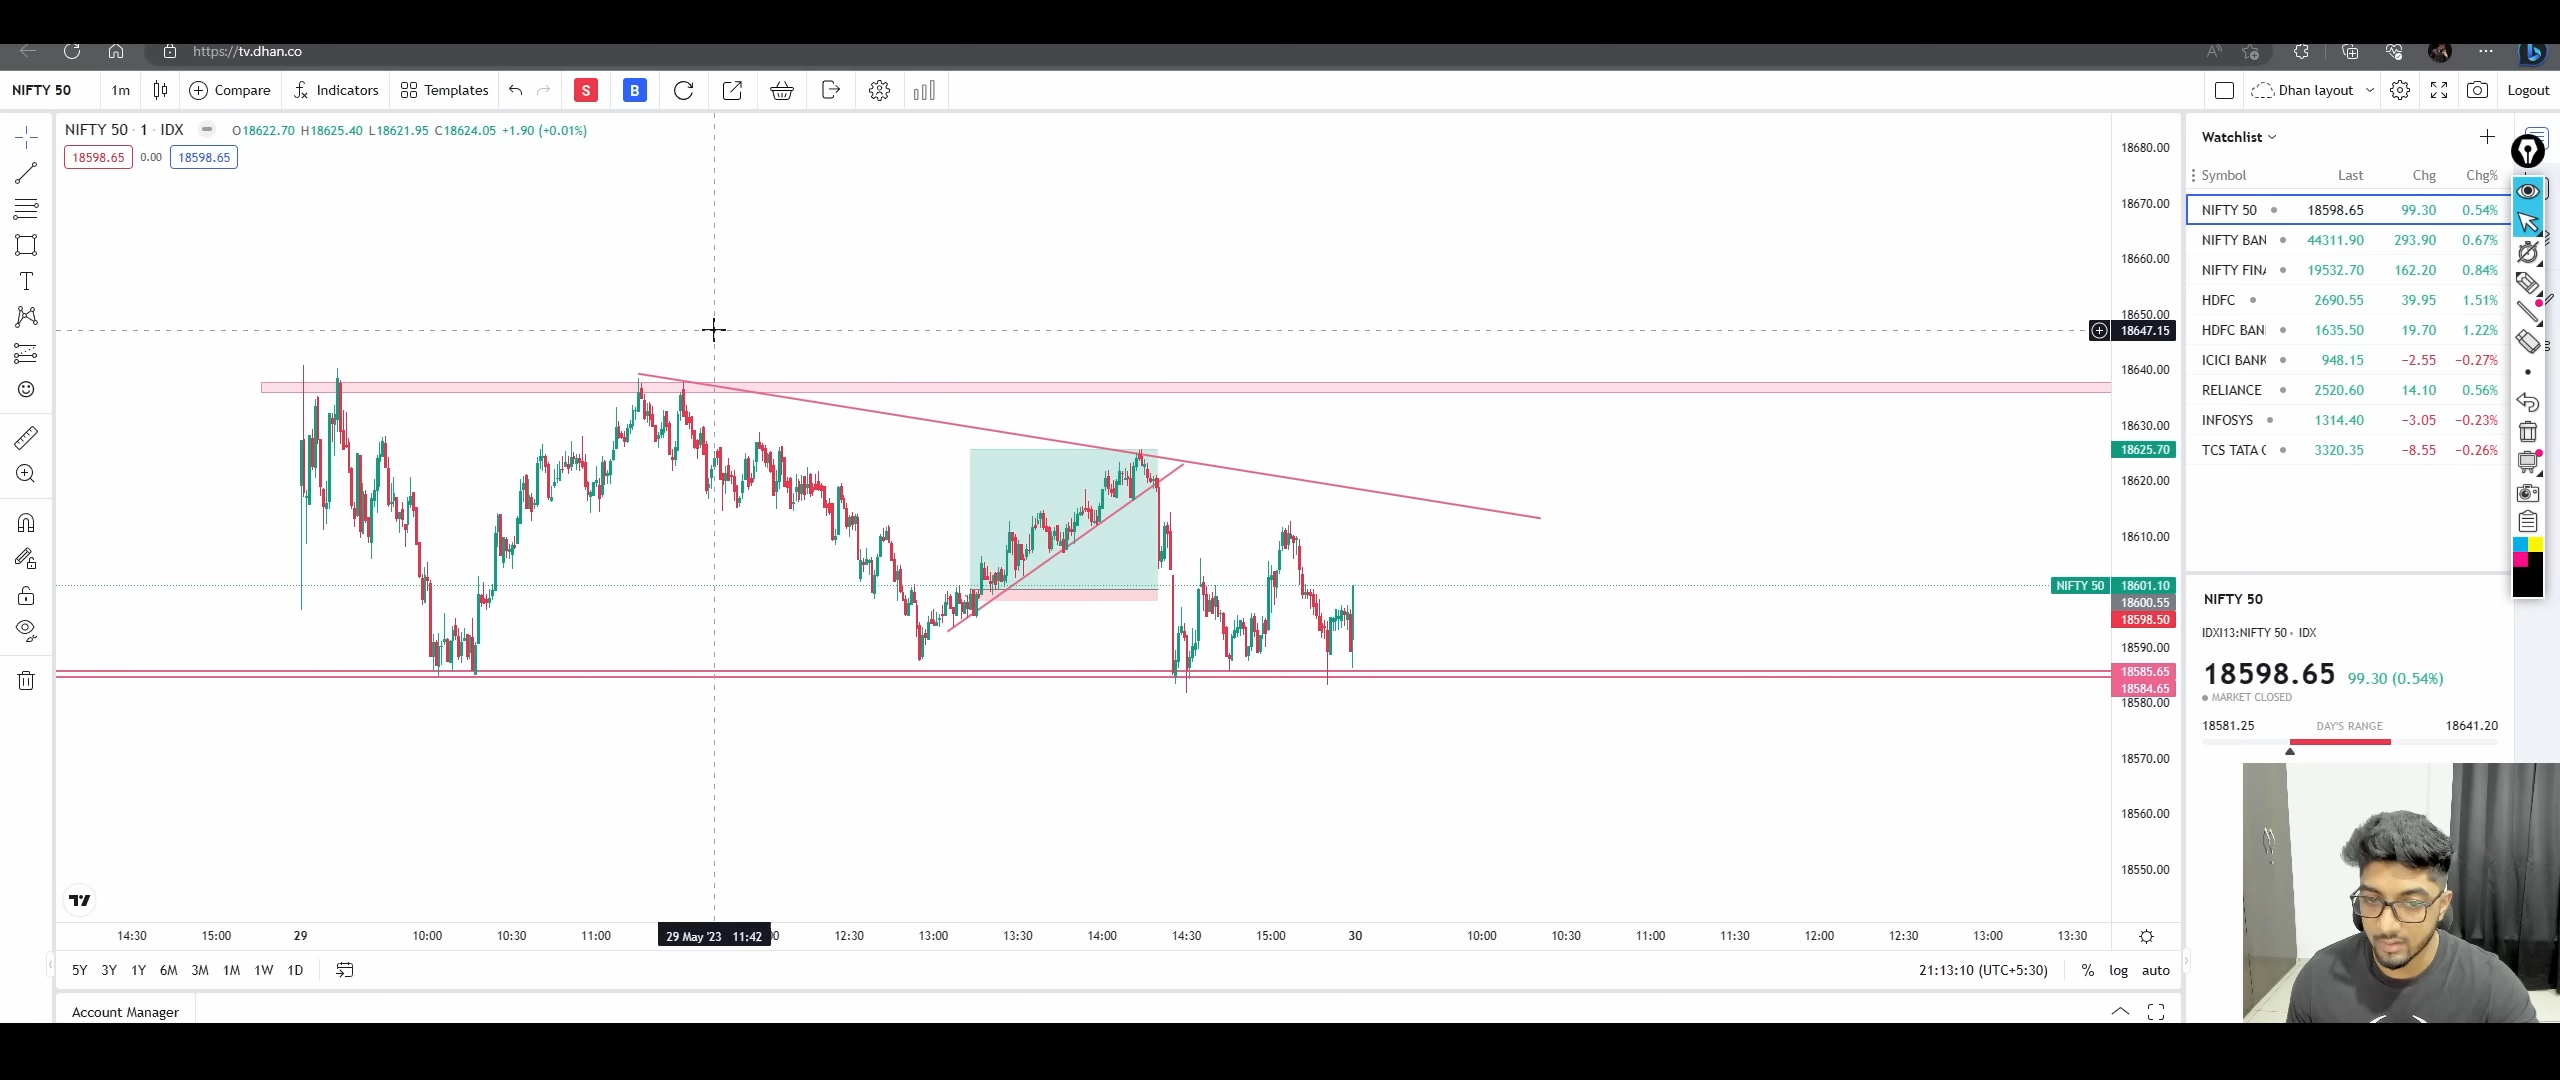 https://tv.dhan.co
NIFTY 50 1m Compare Indicators Templates S B Dhan layout Logout
NIFTY 50 · 1 · IDX O18622.70 H18625.40 L18621.95 C18624.05 +1.90 (+0.01%)
18598.65 0.00 18598.65
18680.00
18670.00
18660.00
18650.00
18647.15
18640.00
18630.00
18625.70
18620.00
18610.00
NIFTY 50 18601.10
18600.55
18598.50
18590.00
18585.65
18584.65
18580.00
18570.00
18560.00
18550.00
14:30 15:00 29 10:00 10:30 11:00 29 May '23 11:42 12:30 13:00 13:30 14:00 14:30 15:00 30 10:00 10:30 11:00 11:30 12:00 12:30 13:00 13:30
5Y 3Y 1Y 6M 3M 1M 1W 1D 21:13:10 (UTC+5:30) % log auto
Account Manager
Watchlist
Symbol Last Chg Chg%
NIFTY 50 18598.65 99.30 0.54%
NIFTY BAN 44311.90 293.90 0.67%
NIFTY FINA 19532.70 162.20 0.84%
HDFC 2690.55 39.95 1.51%
HDFC BAN 1635.50 19.70 1.22%
ICICI BANK 948.15 −2.55 −0.27%
RELIANCE 2520.60 14.10 0.56%
INFOSYS 1314.40 −3.05 −0.23%
TCS TATA C 3320.35 −8.55 −0.26%
NIFTY 50
IDXI13:NIFTY 50 · IDX
18598.65 99.30 (0.54%)
MARKET CLOSED
18581.25 DAY'S RANGE 18641.20